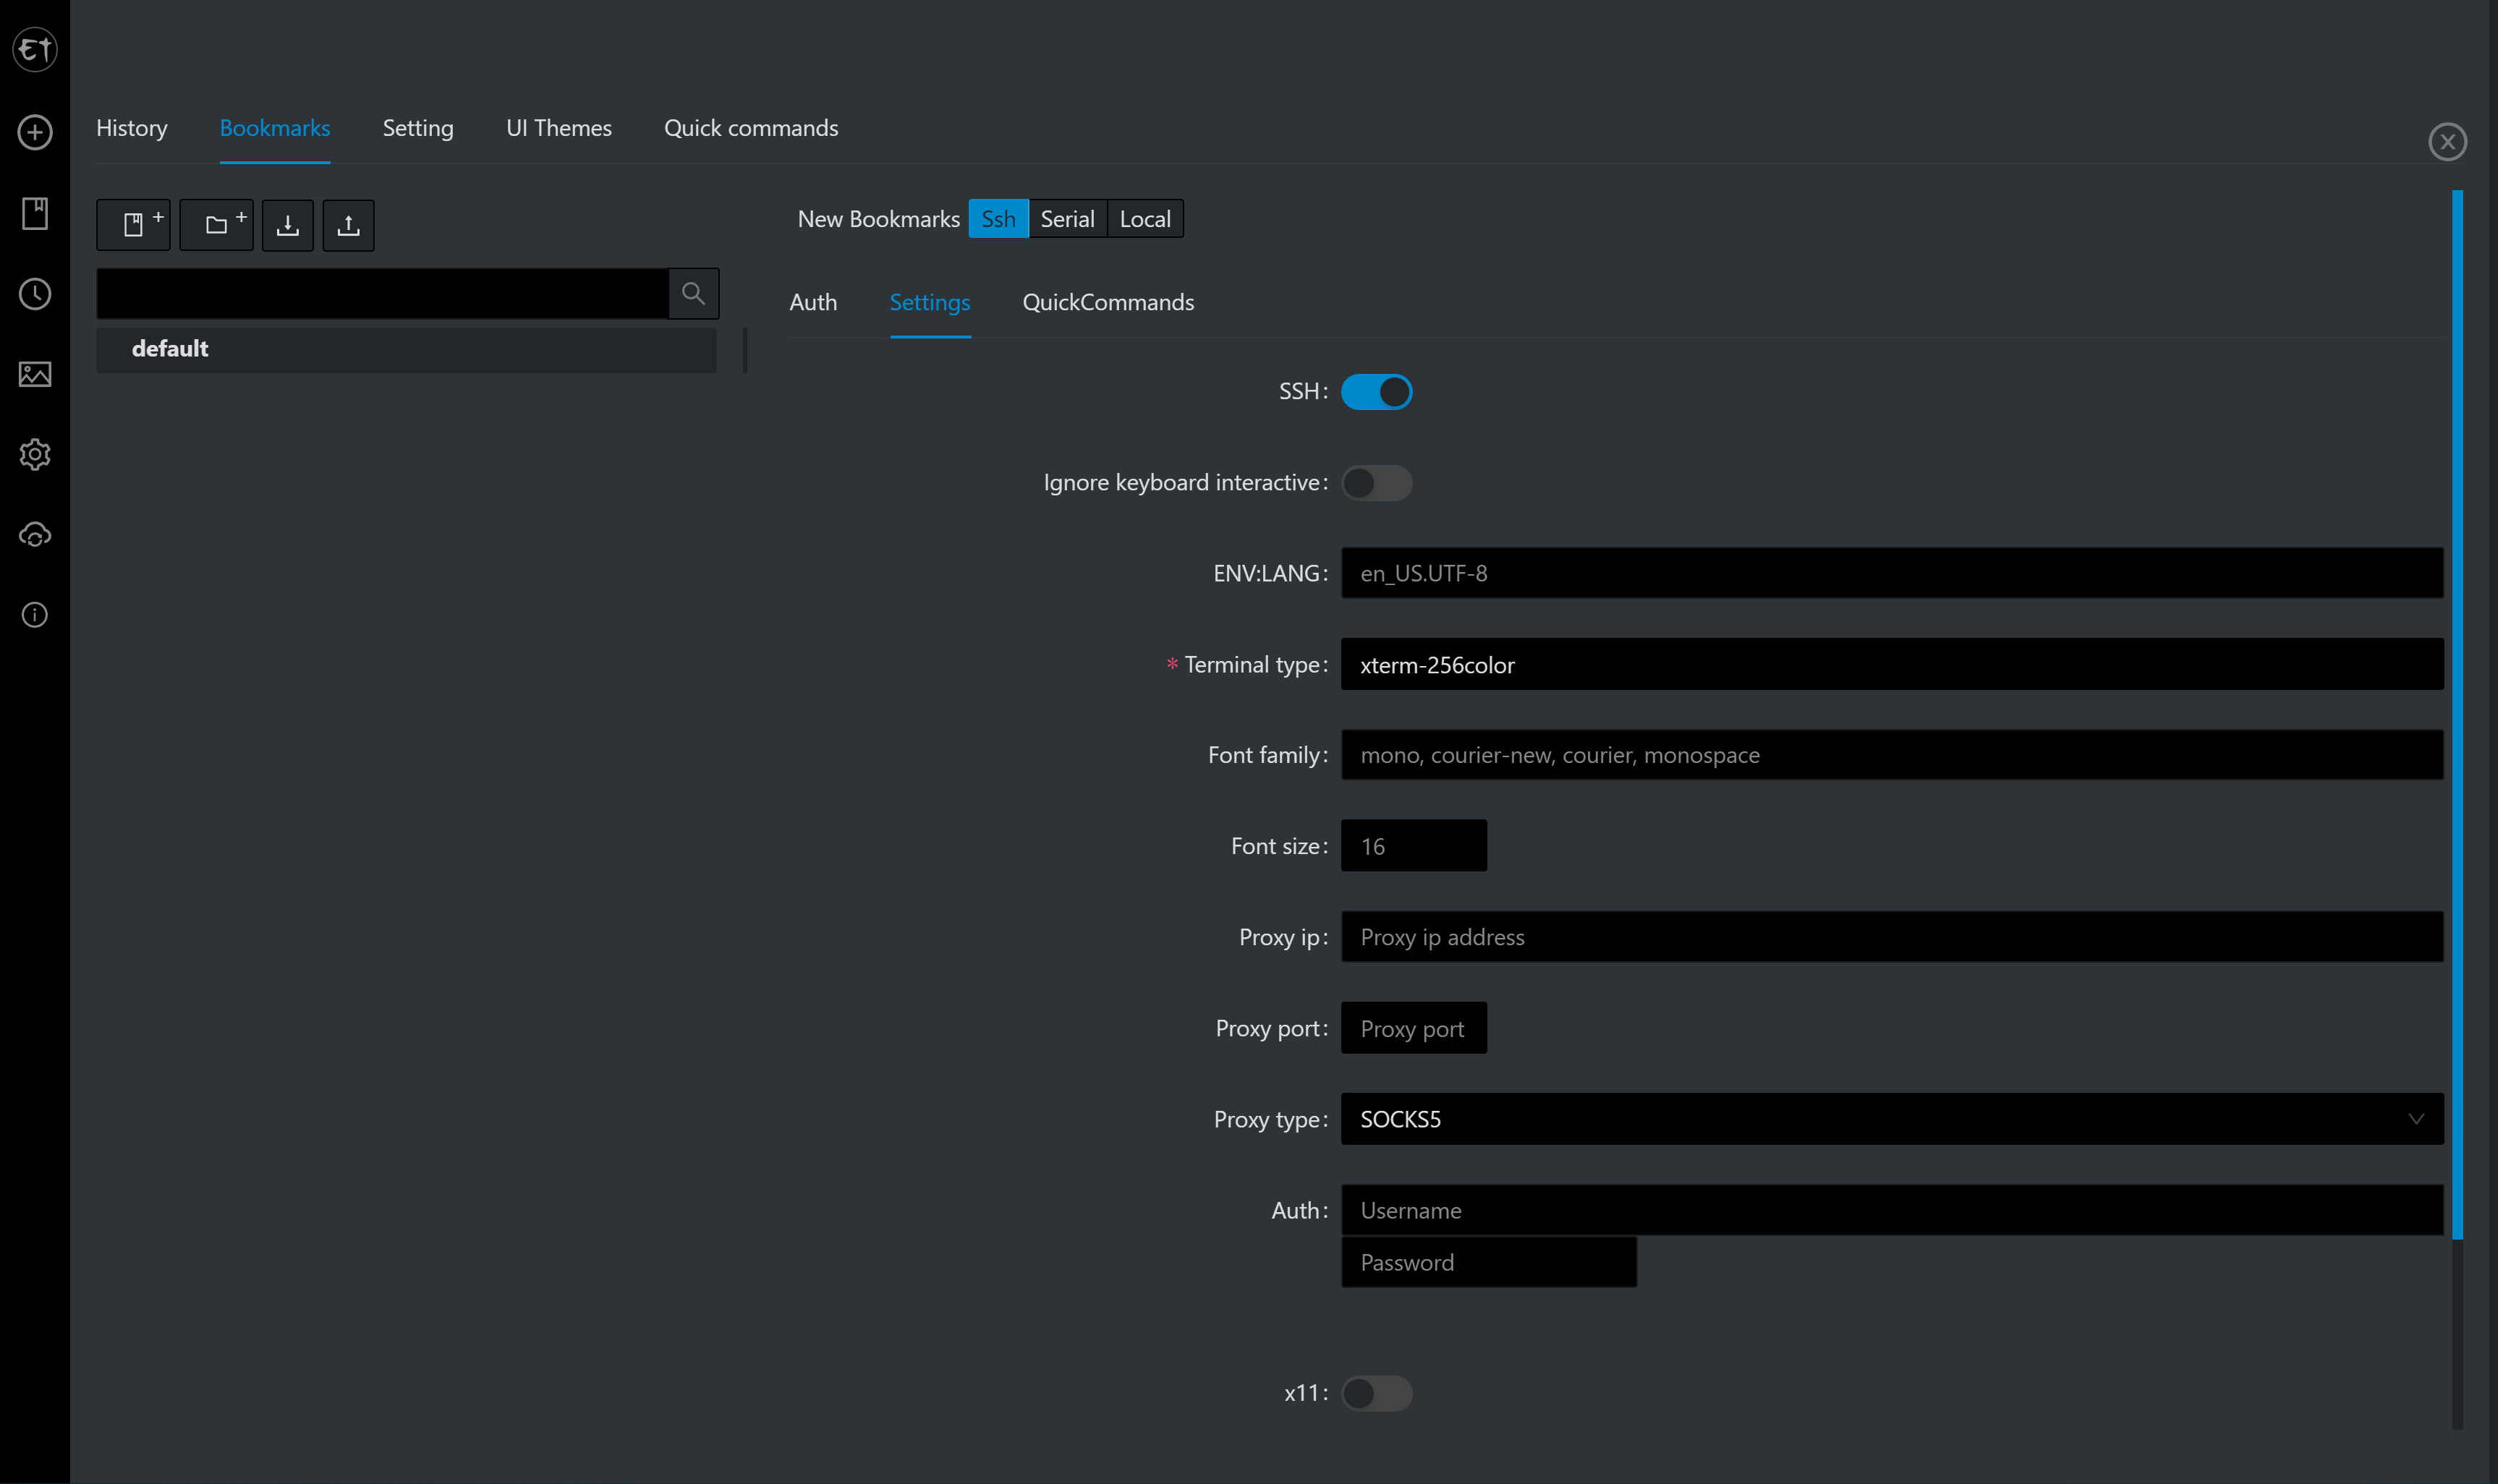 Et
History Bookmarks Setting UI Themes Quick commands
New Bookmarks Ssh Serial Local
default
Auth Settings QuickCommands
SSH:
Ignore keyboard interactive:
ENV:LANG: en_US.UTF-8
* Terminal type: xterm-256color
Font family: mono, courier-new, courier, monospace
Font size: 16
Proxy ip: Proxy ip address
Proxy port: Proxy port
Proxy type: SOCKS5
Auth: Username
Password
x11: